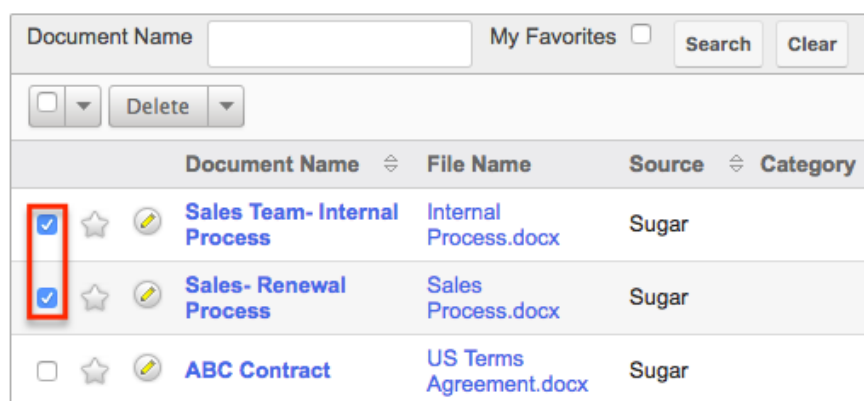 Document Name My Favorites Search Clear
Delete
Document Name File Name Source Category
Sales Team- Internal Internal
Process Process.docx Sugar
Sales- Renewal Sales
Process Process.docx Sugar
ABC Contract US Terms
Agreement.docx Sugar